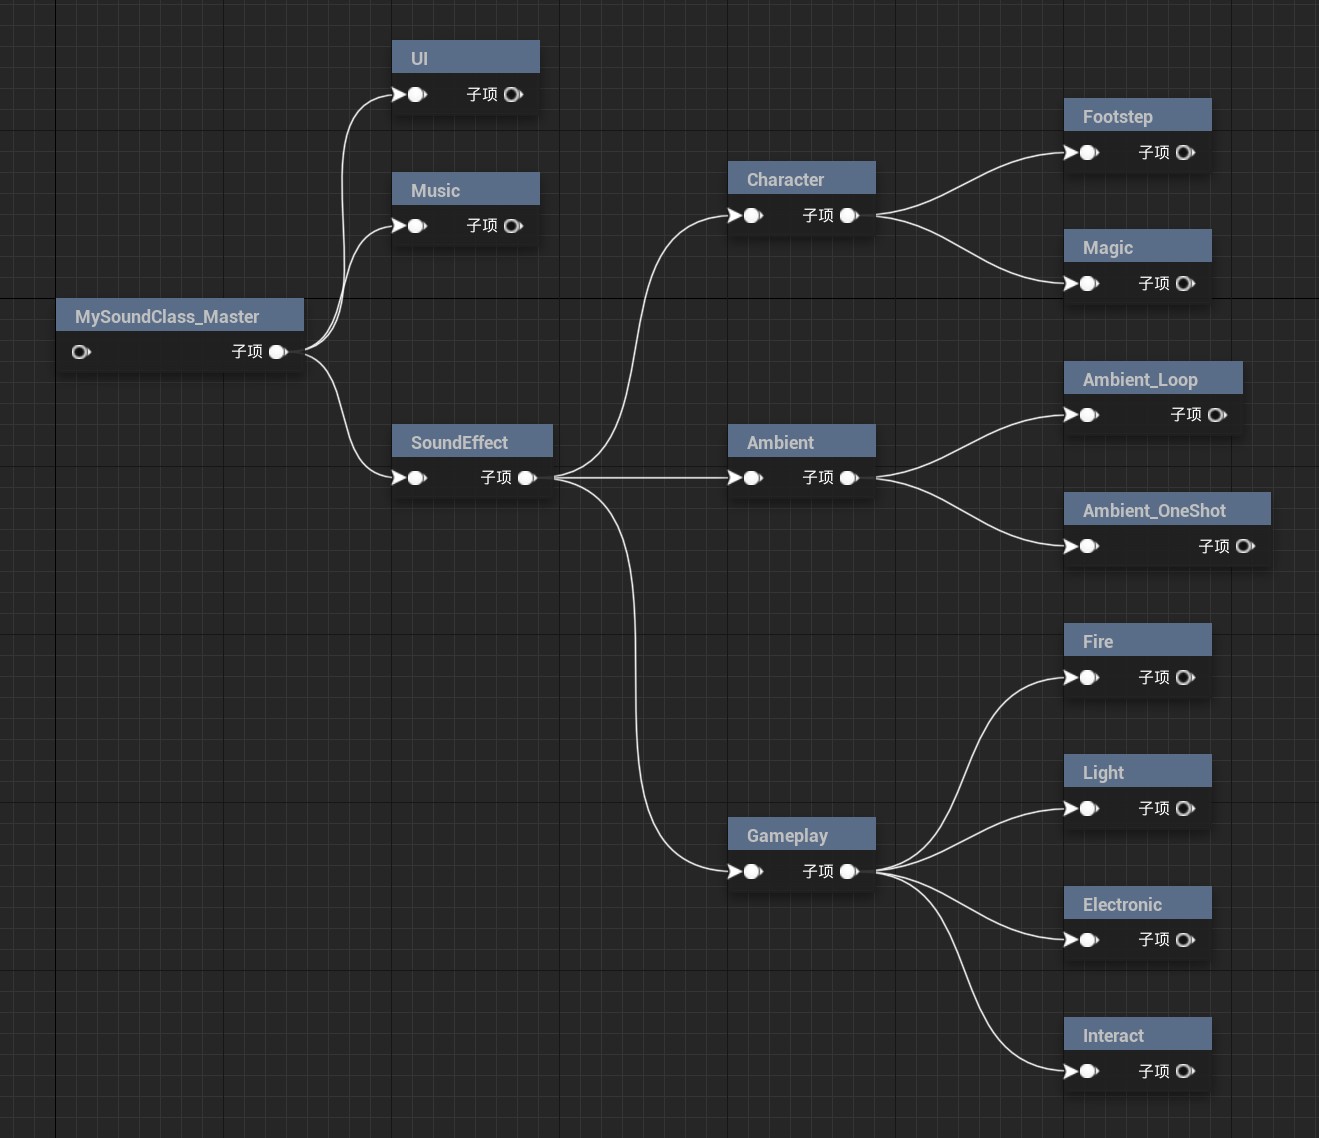 UI
子项
Music
子项
MySoundClass_Master
子项
SoundEffect
子项
Character
子项
Ambient
子项
Gameplay
子项
Footstep
子项
Magic
子项
Ambient_Loop
子项
Ambient_OneShot
子项
Fire
子项
Light
子项
Electronic
子项
Interact
子项